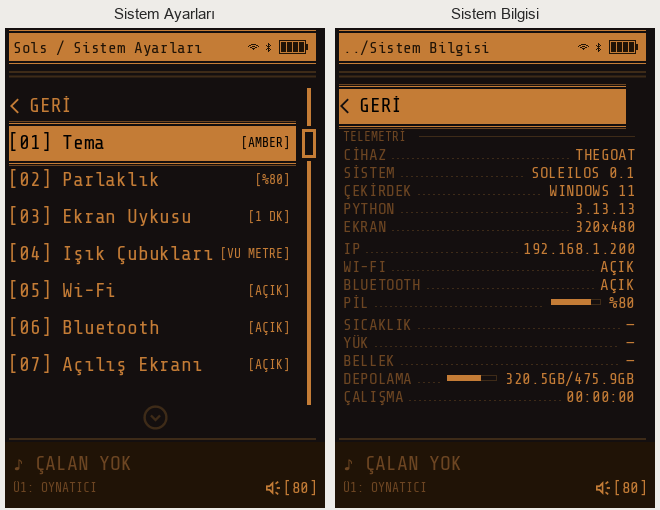 Sistem Ayarları
Sols / Sistem Ayarları
GERİ
[01] Tema [AMBER]
[02] Parlaklık [%80]
[03] Ekran Uykusu [1 DK]
[04] Işık Çubukları [VU METRE]
[05] Wi-Fi [AÇIK]
[06] Bluetooth [AÇIK]
[07] Açılış Ekranı [AÇIK]
♪ ÇALAN YOK
Ü1: OYNATICI [80]
Sistem Bilgisi
../Sistem Bilgisi
GERİ
TELEMETRİ
CİHAZ THEGOAT
SİSTEM SOLEILOS 0.1
ÇEKİRDEK WINDOWS 11
PYTHON 3.13.13
EKRAN 320x480
IP 192.168.1.200
WI-FI AÇIK
BLUETOOTH AÇIK
PİL %80
SICAKLIK —
YÜK —
BELLEK —
DEPOLAMA 320.5GB/475.9GB
ÇALIŞMA 00:00:00
♪ ÇALAN YOK
Ü1: OYNATICI [80]